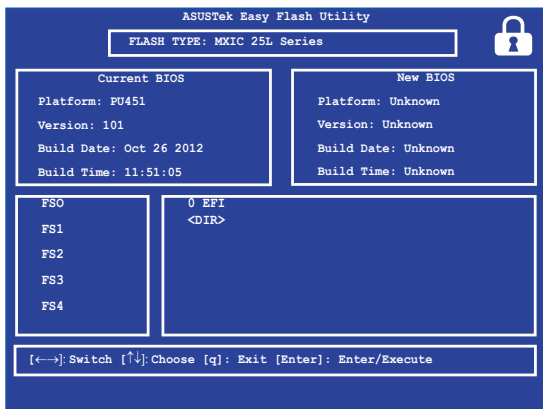 ASUSTek Easy Flash Utility
FLASH TYPE: MXIC 25L Series
Current BIOS
Platform: PU451
Version: 101
Build Date: Oct 26 2012
Build Time: 11:51:05
New BIOS
Platform: Unknown
Version: Unknown
Build Date: Unknown
Build Time: Unknown
FSO
FS1
FS2
FS3
FS4
0 EFI
<DIR>
[←→]: Switch [↑↓]: Choose [q]: Exit [Enter]: Enter/Execute